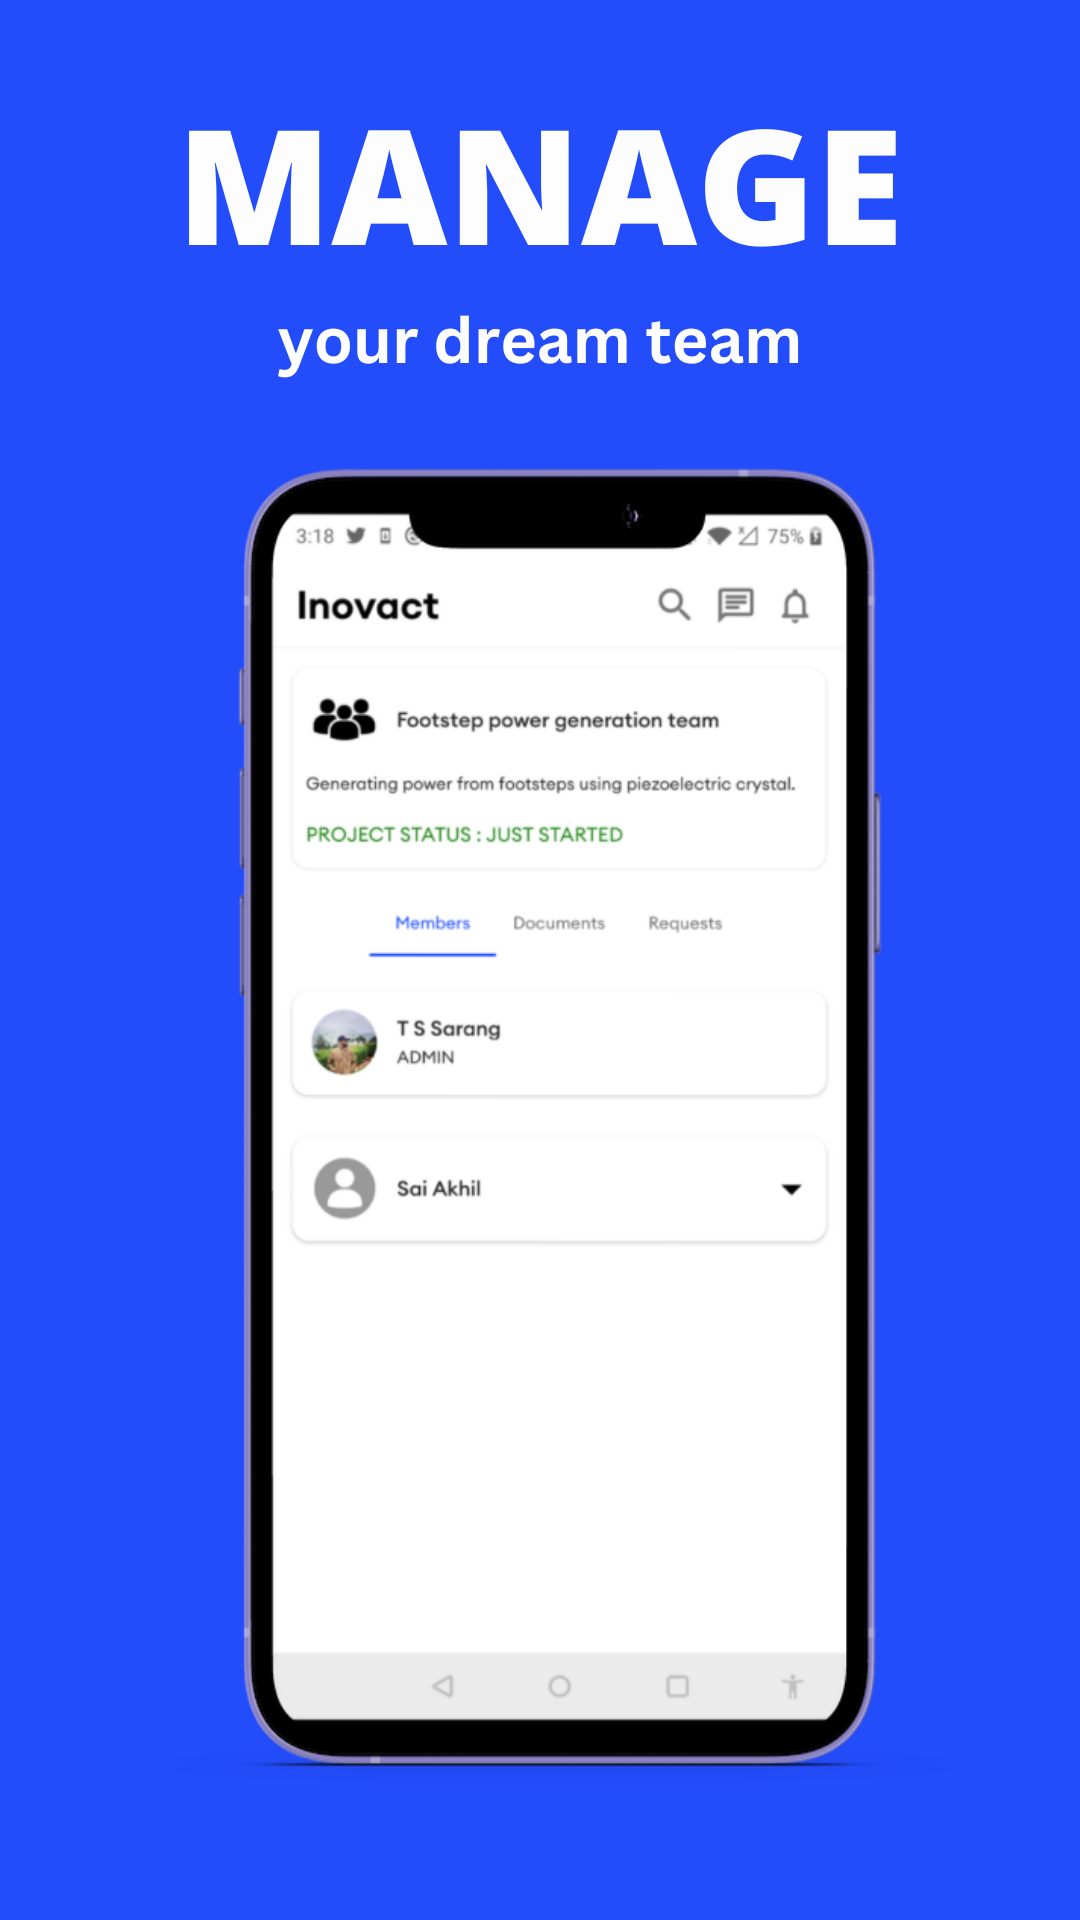 MANAGE
your dream team
3:18 75%
Inovact
Footstep power generation team
Generating power from footsteps using piezoelectric crystal.
PROJECT STATUS : JUST STARTED
Members Documents Requests
T S Sarang
ADMIN
Sai Akhil